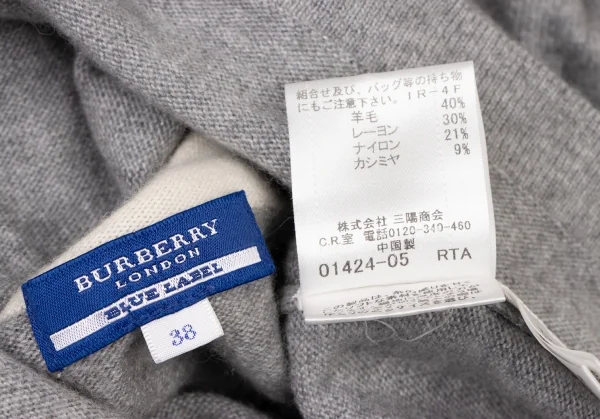 BURBERRY
LONDON
BLUE LABEL
38
組合せ及び、バッグ等の持ち物
にもご注意下さい。IR-4F
羊毛 40%
レーヨン 30%
ナイロン 21%
カシミヤ 9%
株式会社 三陽商会
C.R.室 電話0120-340-460
中国製
01424-05 RTA